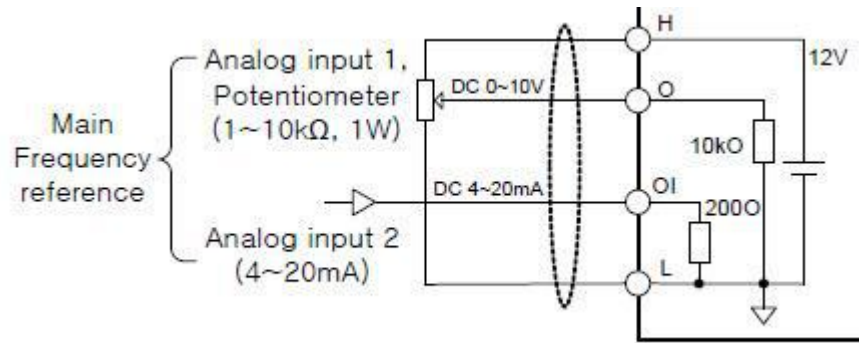 Main
Frequency
reference
Analog input 1,
Potentiometer
(1~10kΩ, 1W)
Analog input 2
(4~20mA)
DC 0~10V
DC 4~20mA
H
O
OI
L
12V
10kO
200O